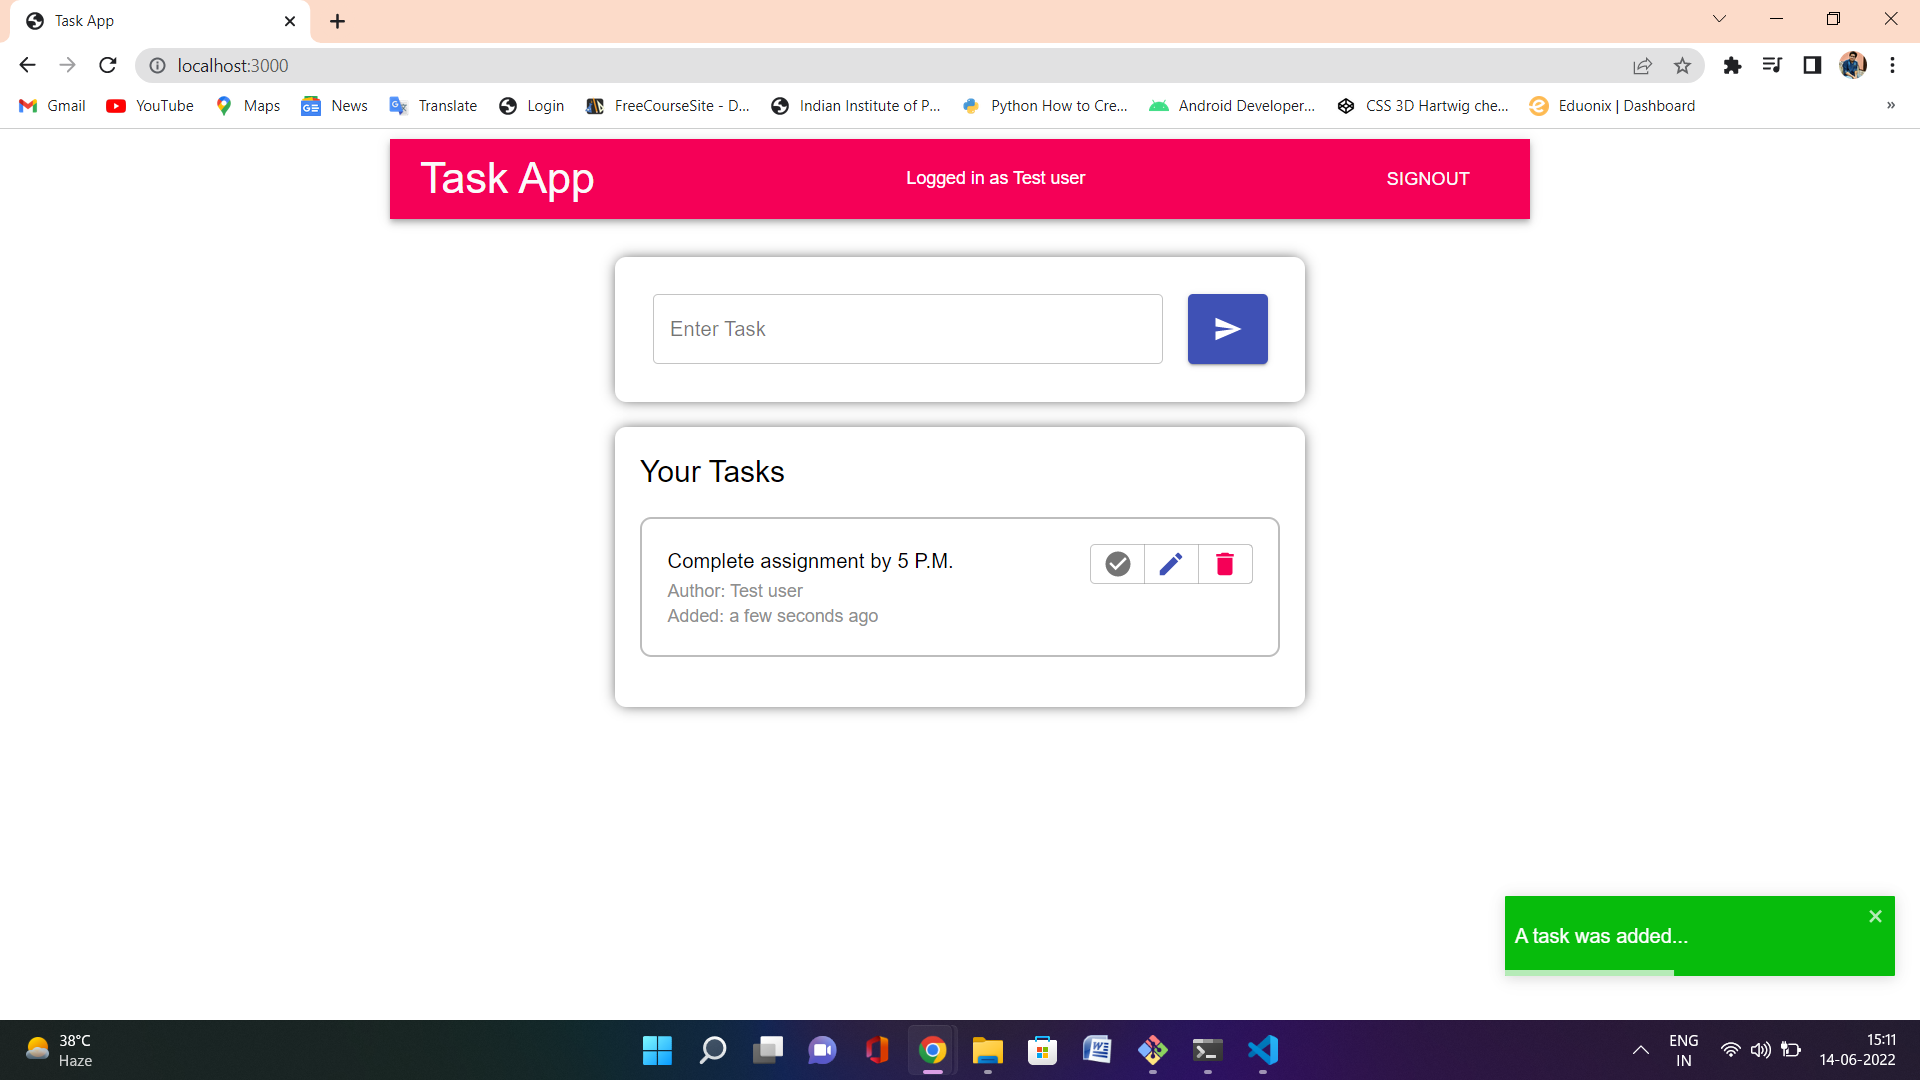 Task App
localhost:3000
Gmail YouTube Maps News Translate Login FreeCourseSite - D... Indian Institute of P... Python How to Cre... Android Developer... CSS 3D Hartwig che... Eduonix | Dashboard »
Task App Logged in as Test user SIGNOUT
Enter Task
Your Tasks
Complete assignment by 5 P.M.
Author: Test user
Added: a few seconds ago
A task was added...
38°C
Haze
ENG
IN
15:11
14-06-2022